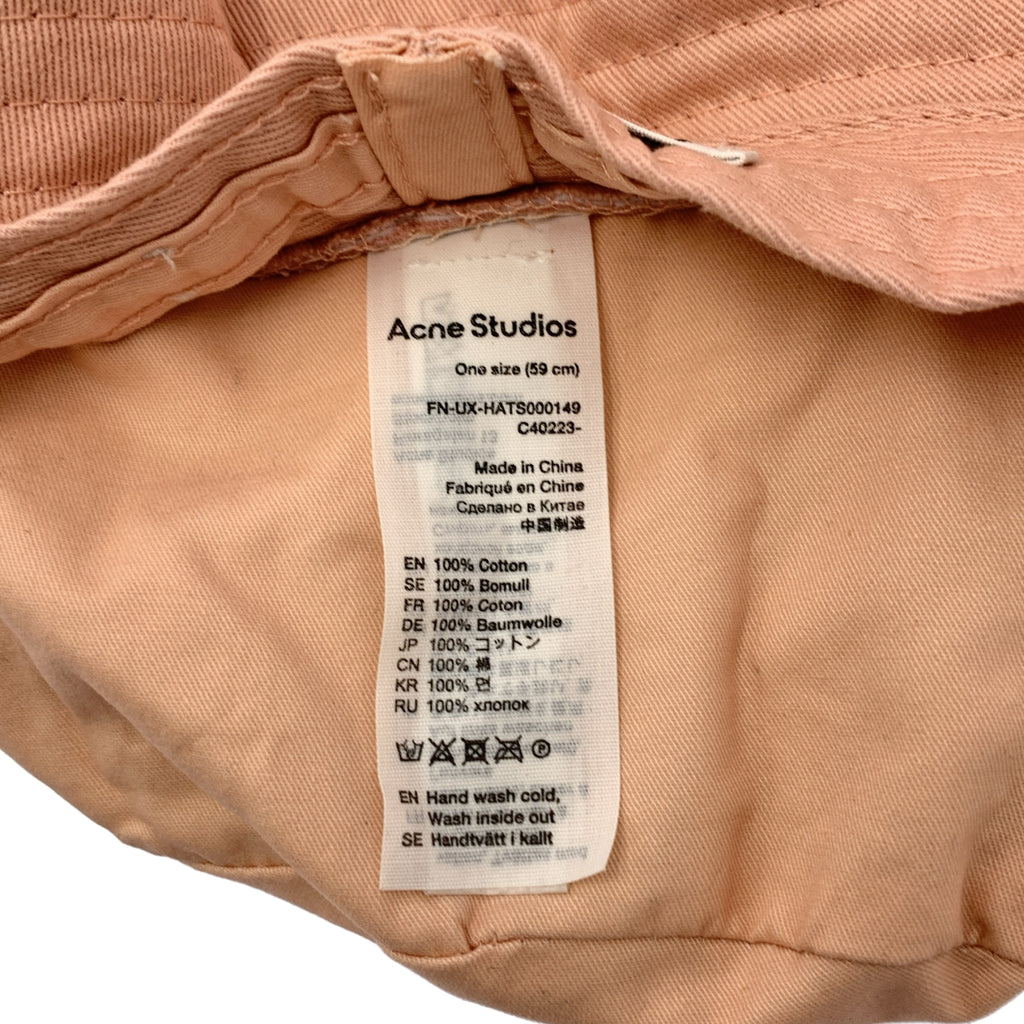 Acne Studios
One size (59 cm)
FN-UX-HATS000149
C40223-
Made in China
Fabriqué en Chine
Сделано в Китае
中国制造
EN 100% Cotton
SE 100% Bomull
FR 100% Coton
DE 100% Baumwolle
JP 100% コットン
CN 100% 棉
KR 100% 면
RU 100% хлопок
EN Hand wash cold,
Wash inside out
SE Handtvätt i kallt